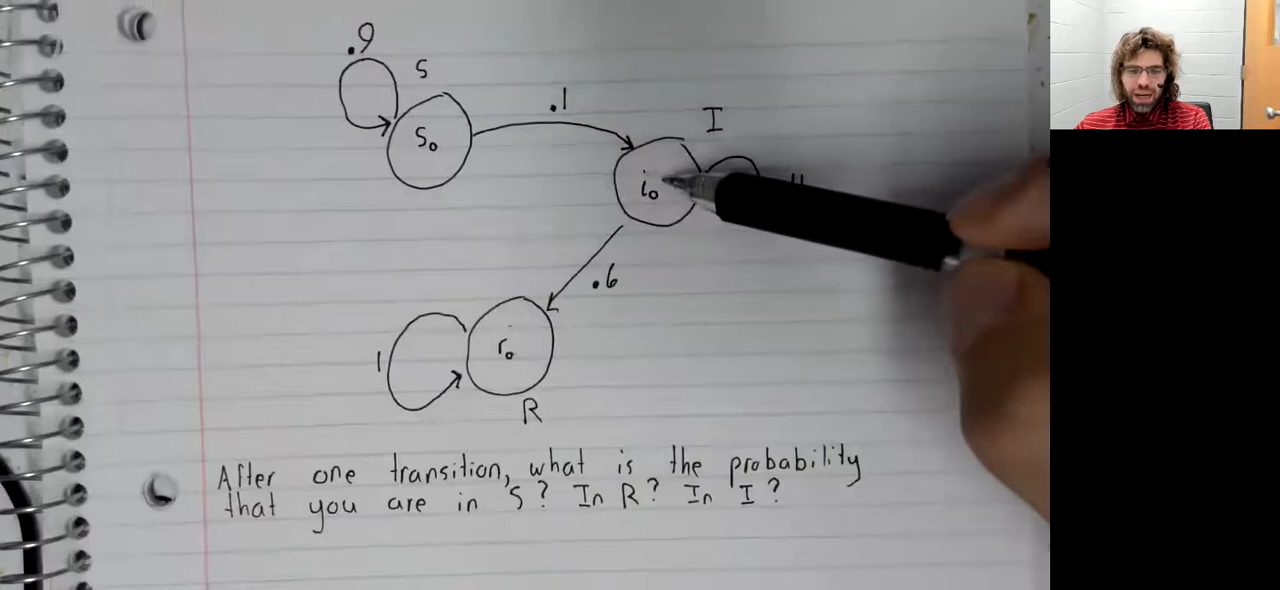 .9
S
S₀
.1
I
i₀
.6
1
r₀
R
After one transition, what is the probability
that you are in S? In R? In I?